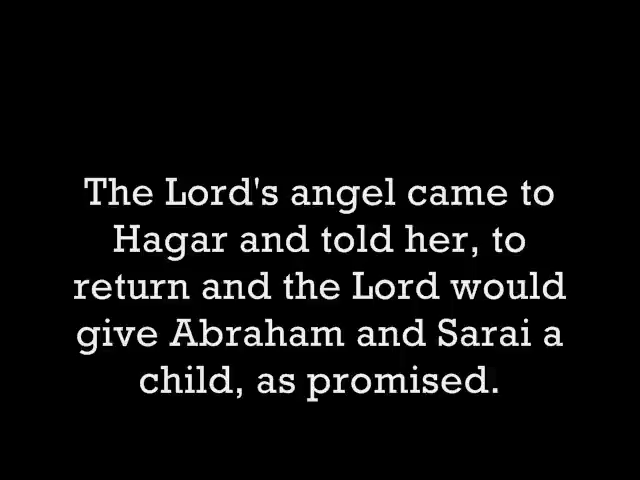 The Lord's angel came to
Hagar and told her, to
return and the Lord would
give Abraham and Sarai a
child, as promised.